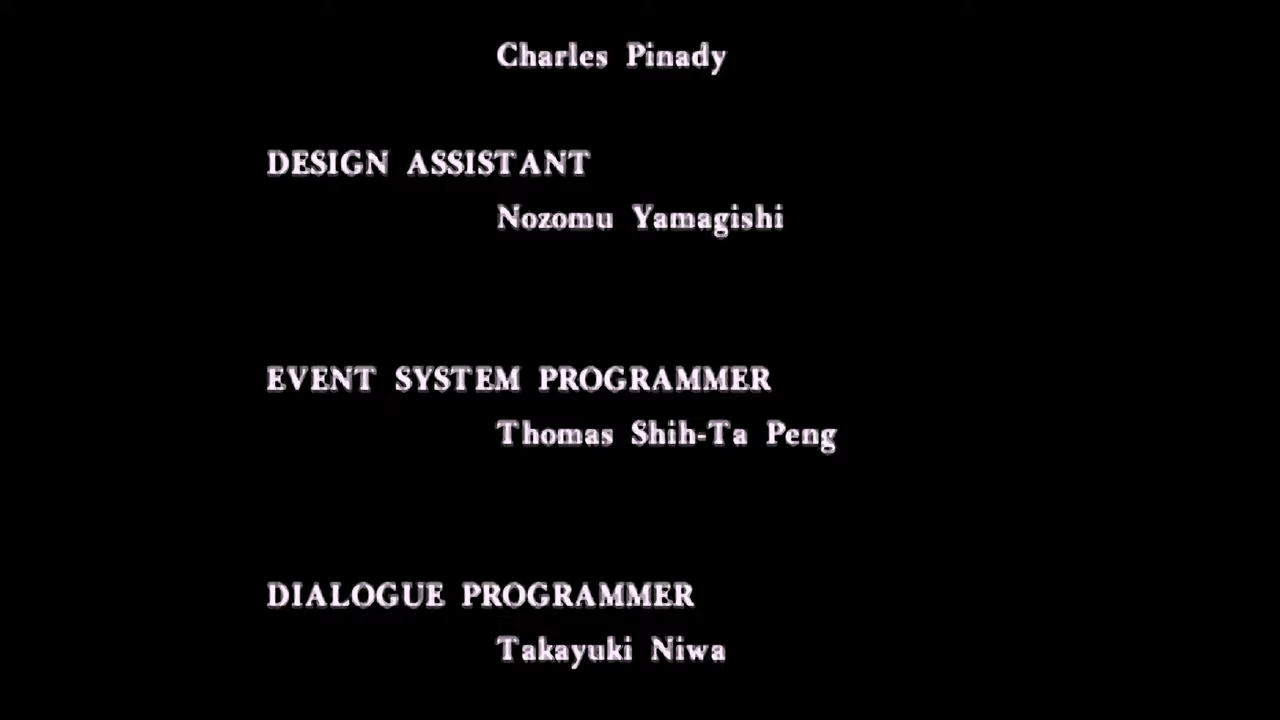 Charles Pinady
DESIGN ASSISTANT
Nozomu Yamagishi
EVENT SYSTEM PROGRAMMER
Thomas Shih-Ta Peng
DIALOGUE PROGRAMMER
Takayuki Niwa